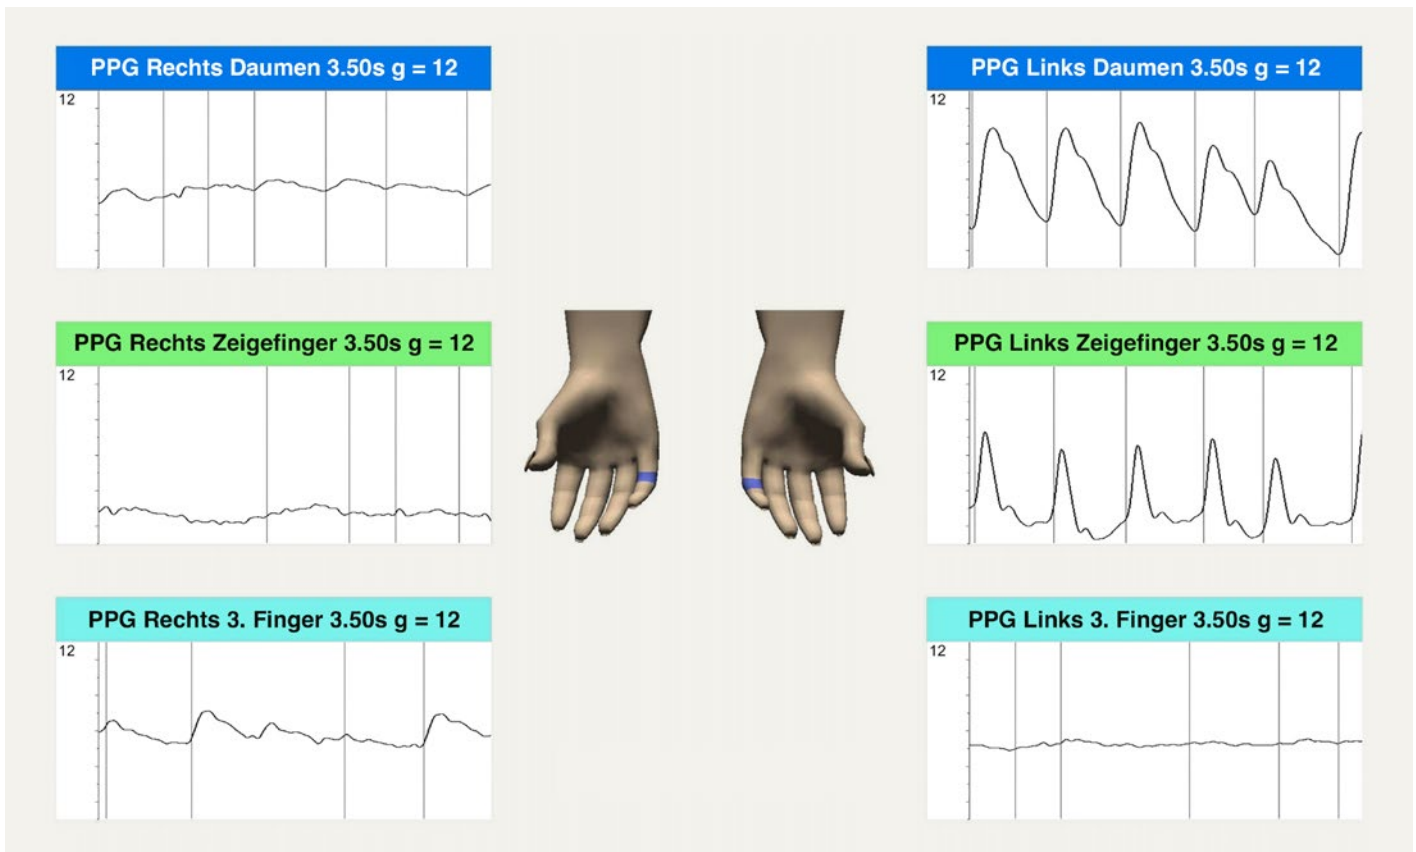 PPG Rechts Daumen 3.50s g = 12
12
PPG Links Daumen 3.50s g = 12
12
PPG Rechts Zeigefinger 3.50s g = 12
12
PPG Links Zeigefinger 3.50s g = 12
12
PPG Rechts 3. Finger 3.50s g = 12
12
PPG Links 3. Finger 3.50s g = 12
12